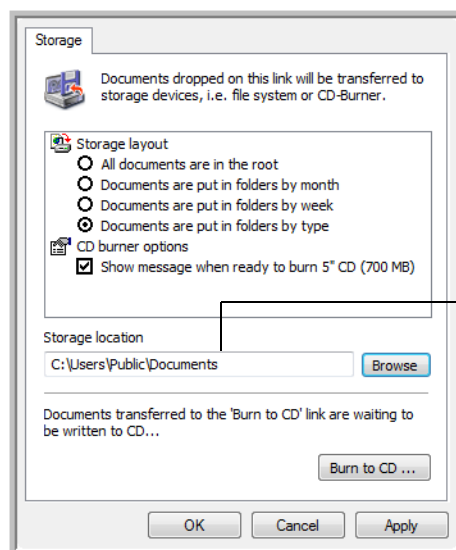 Storage
Documents dropped on this link will be transferred to
storage devices, i.e. file system or CD-Burner.
Storage layout
All documents are in the root
Documents are put in folders by month
Documents are put in folders by week
Documents are put in folders by type
CD burner options
Show message when ready to burn 5" CD (700 MB)
Storage location
C:\Users\Public\Documents
Browse
Documents transferred to the 'Burn to CD' link are waiting to
be written to CD...
Burn to CD ...
OK Cancel Apply